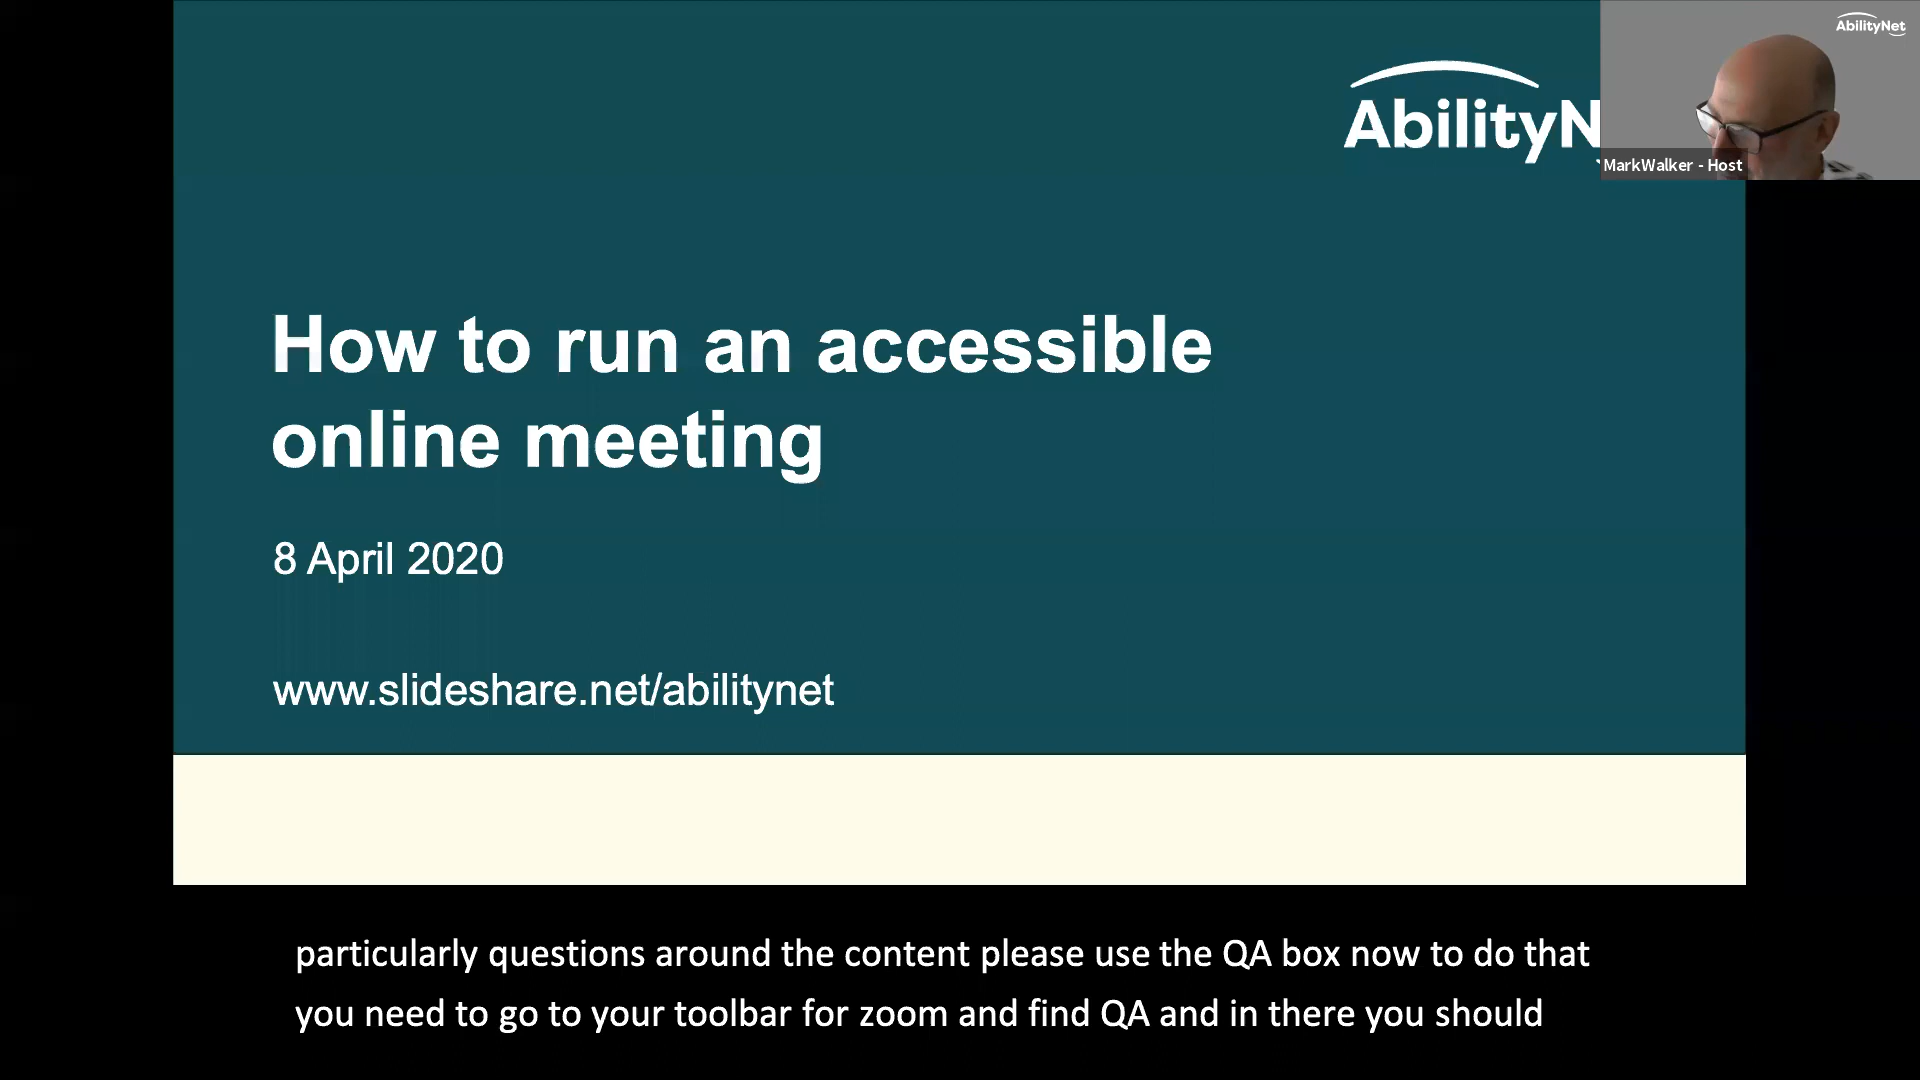 AbilityNet
AbilityN
MarkWalker - Host
How to run an accessible
online meeting
8 April 2020
www.slideshare.net/abilitynet
particularly questions around the content please use the QA box now to do that
you need to go to your toolbar for zoom and find QA and in there you should